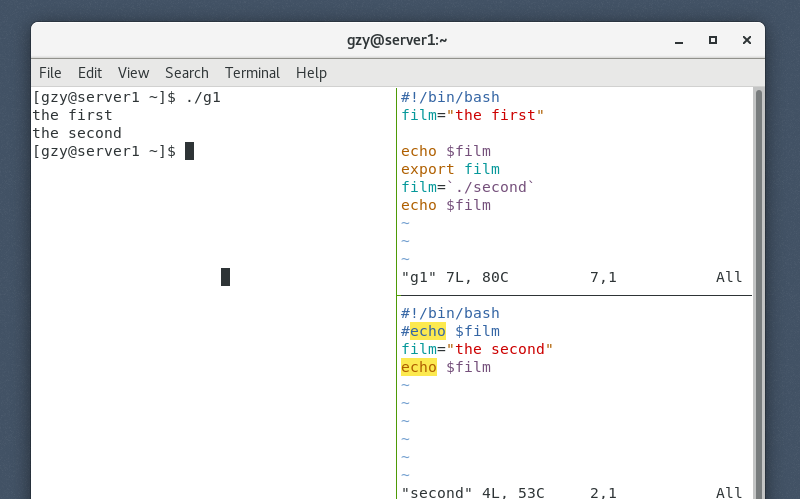 gzy@server1:~
File Edit View Search Terminal Help
[gzy@server1 ~]$ ./g1
the first
the second
[gzy@server1 ~]$
#!/bin/bash
film="the first"
echo $film
export film
film=`./second`
echo $film
~
~
~
"g1" 7L, 80C 7,1 All
#!/bin/bash
#echo $film
film="the second"
echo $film
~
~
~
~
~
~
"second" 4L, 53C 2,1 All